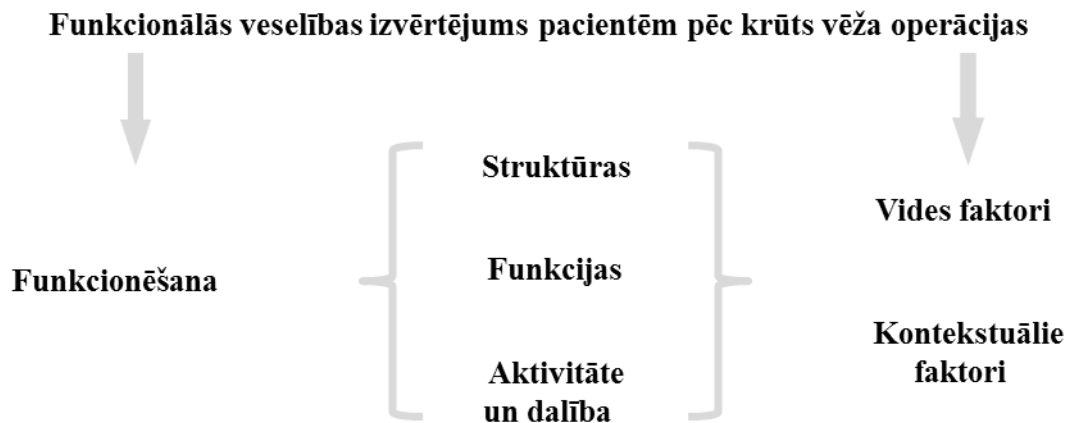 Funkcionālās veselības izvērtējums pacientēm pēc krūts vēža operācijas
Funkcionēšana
Struktūras
Funkcijas
Aktivitāte
un dalība
Vides faktori
Kontekstuālie
faktori